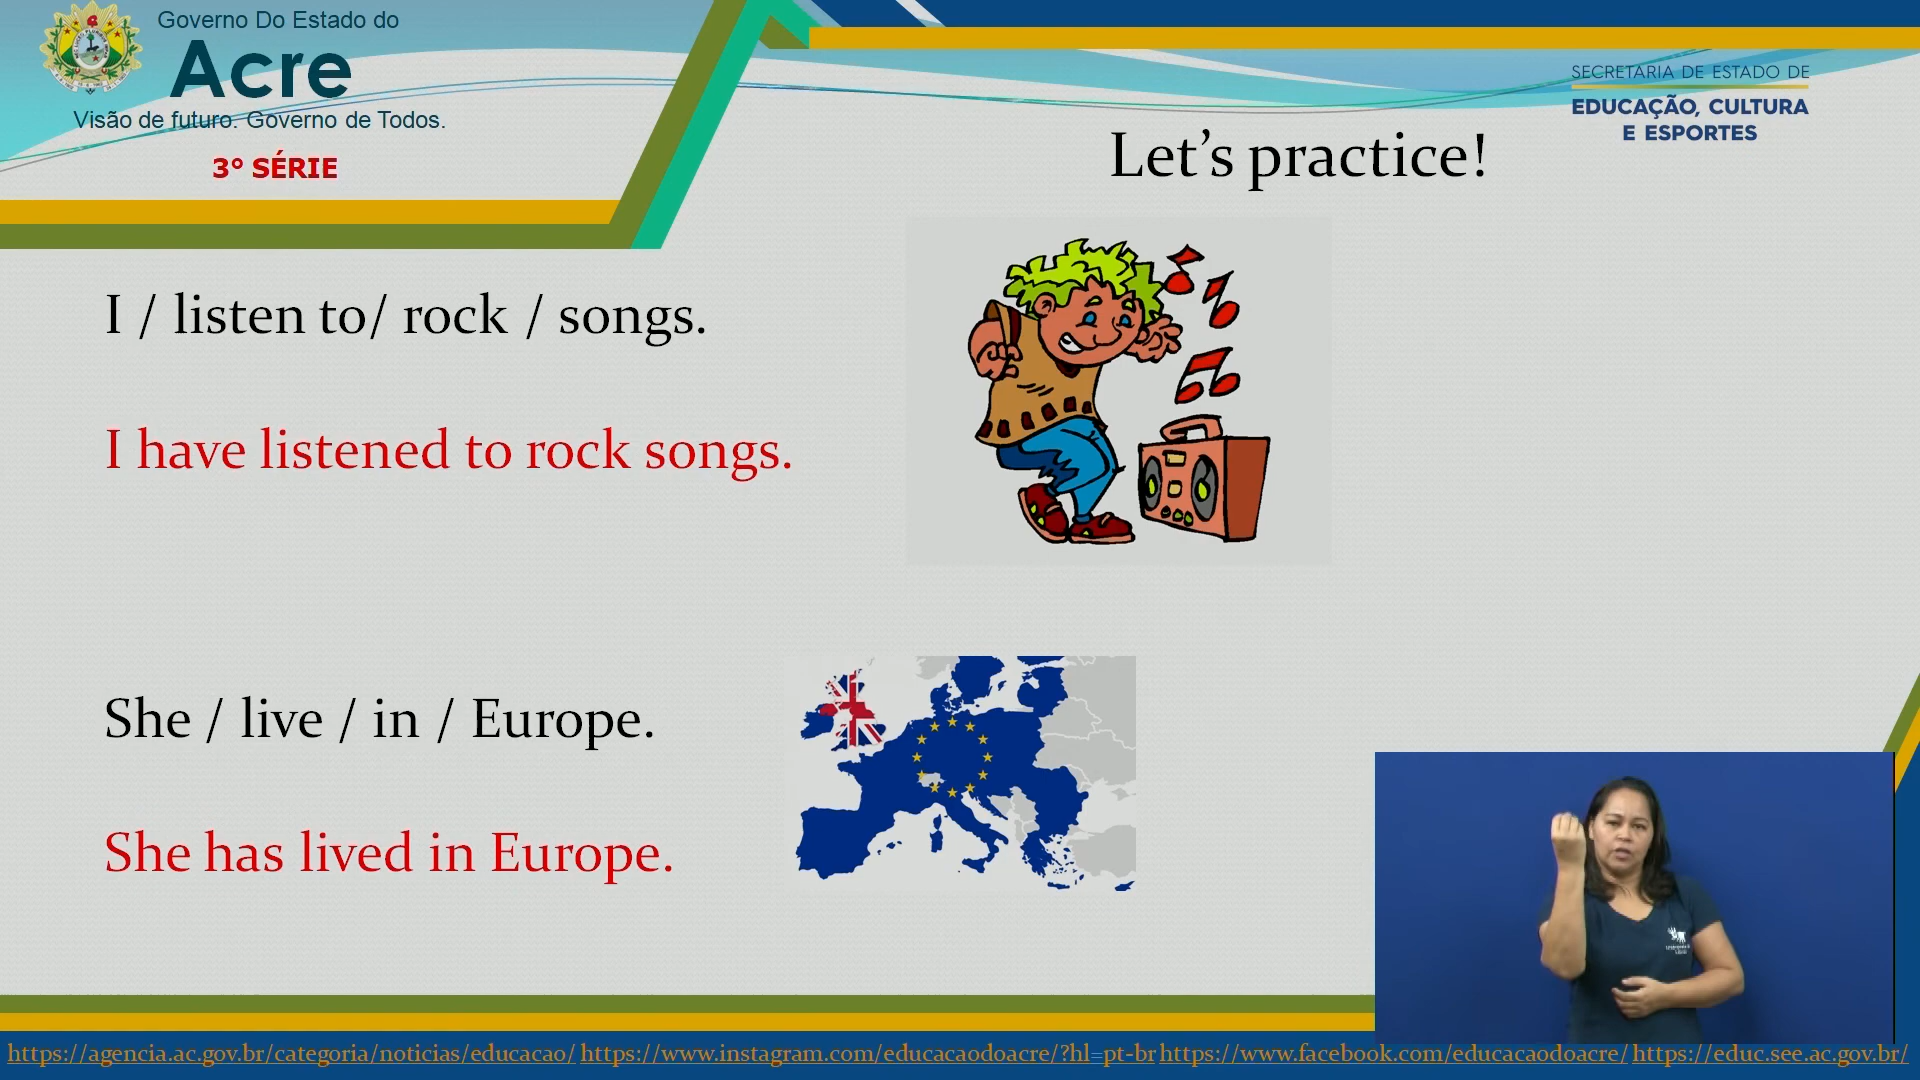 Governo Do Estado do
Acre
Visão de futuro. Governo de Todos.
3° SÉRIE
SECRETARIA DE ESTADO DE
EDUCAÇÃO, CULTURA
E ESPORTES
Let's practice!
I / listen to/ rock / songs.
I have listened to rock songs.
She / live / in / Europe.
She has lived in Europe.
https://agencia.ac.gov.br/categoria/noticias/educacao/ https://www.instagram.com/educacaodoacre/?hl=pt-br https://www.facebook.com/educacaodoacre/ https://educ.see.ac.gov.br/